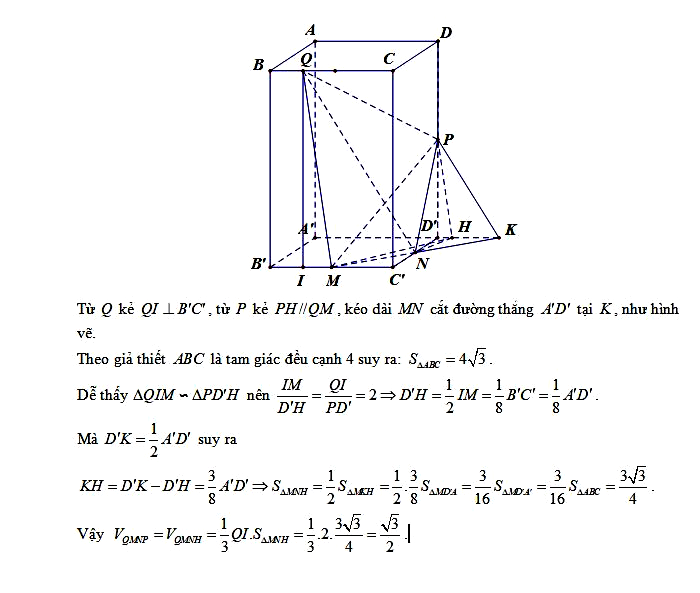 A
D
B
Q
C
P
A'
D'
H
K
B'
I
M
C'
N
Từ Q kẻ QI ⊥ B'C', từ P kẻ PH//QM, kéo dài MN cắt đường thẳng A'D' tại K, như hình
vẽ.
Theo giả thiết ABC là tam giác đều cạnh 4 suy ra: S_{ΔABC} = 4√3.
Dễ thấy ΔQIM ∽ ΔPD'H nên IM/D'H = QI/PD' = 2 ⇒ D'H = 1/2 IM = 1/8 B'C' = 1/8 A'D'.
Mà D'K = 1/2 A'D' suy ra
KH = D'K − D'H = 3/8 A'D' ⇒ S_{ΔMNH} = 1/2 S_{ΔMKH} = 1/2 . 3/8 S_{ΔMD'A} = 3/16 S_{ΔMD'A'} = 3/16 S_{ΔABC} = 3√3/4.
Vậy V_{QMNP} = V_{QMNH} = 1/3 QI.S_{ΔMNH} = 1/3 . 2 . 3√3/4 = √3/2.